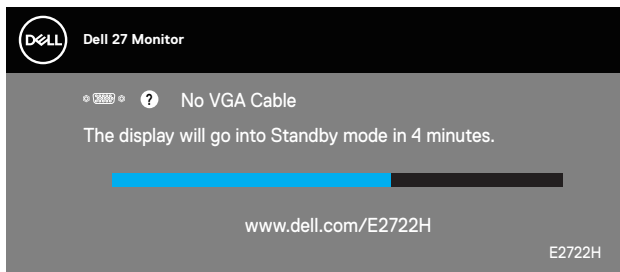 DELL
Dell 27 Monitor
? No VGA Cable
The display will go into Standby mode in 4 minutes.
www.dell.com/E2722H
E2722H